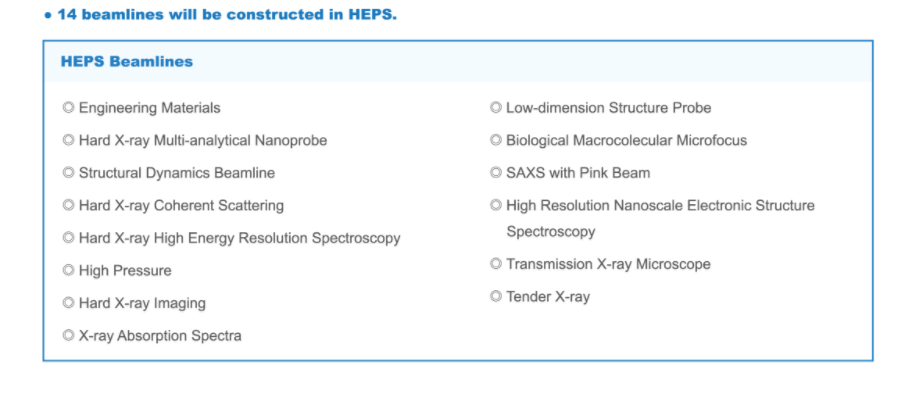 • 14 beamlines will be constructed in HEPS.
HEPS Beamlines
◎ Engineering Materials
◎ Hard X-ray Multi-analytical Nanoprobe
◎ Structural Dynamics Beamline
◎ Hard X-ray Coherent Scattering
◎ Hard X-ray High Energy Resolution Spectroscopy
◎ High Pressure
◎ Hard X-ray Imaging
◎ X-ray Absorption Spectra
◎ Low-dimension Structure Probe
◎ Biological Macrocolecular Microfocus
◎ SAXS with Pink Beam
◎ High Resolution Nanoscale Electronic Structure
Spectroscopy
◎ Transmission X-ray Microscope
◎ Tender X-ray